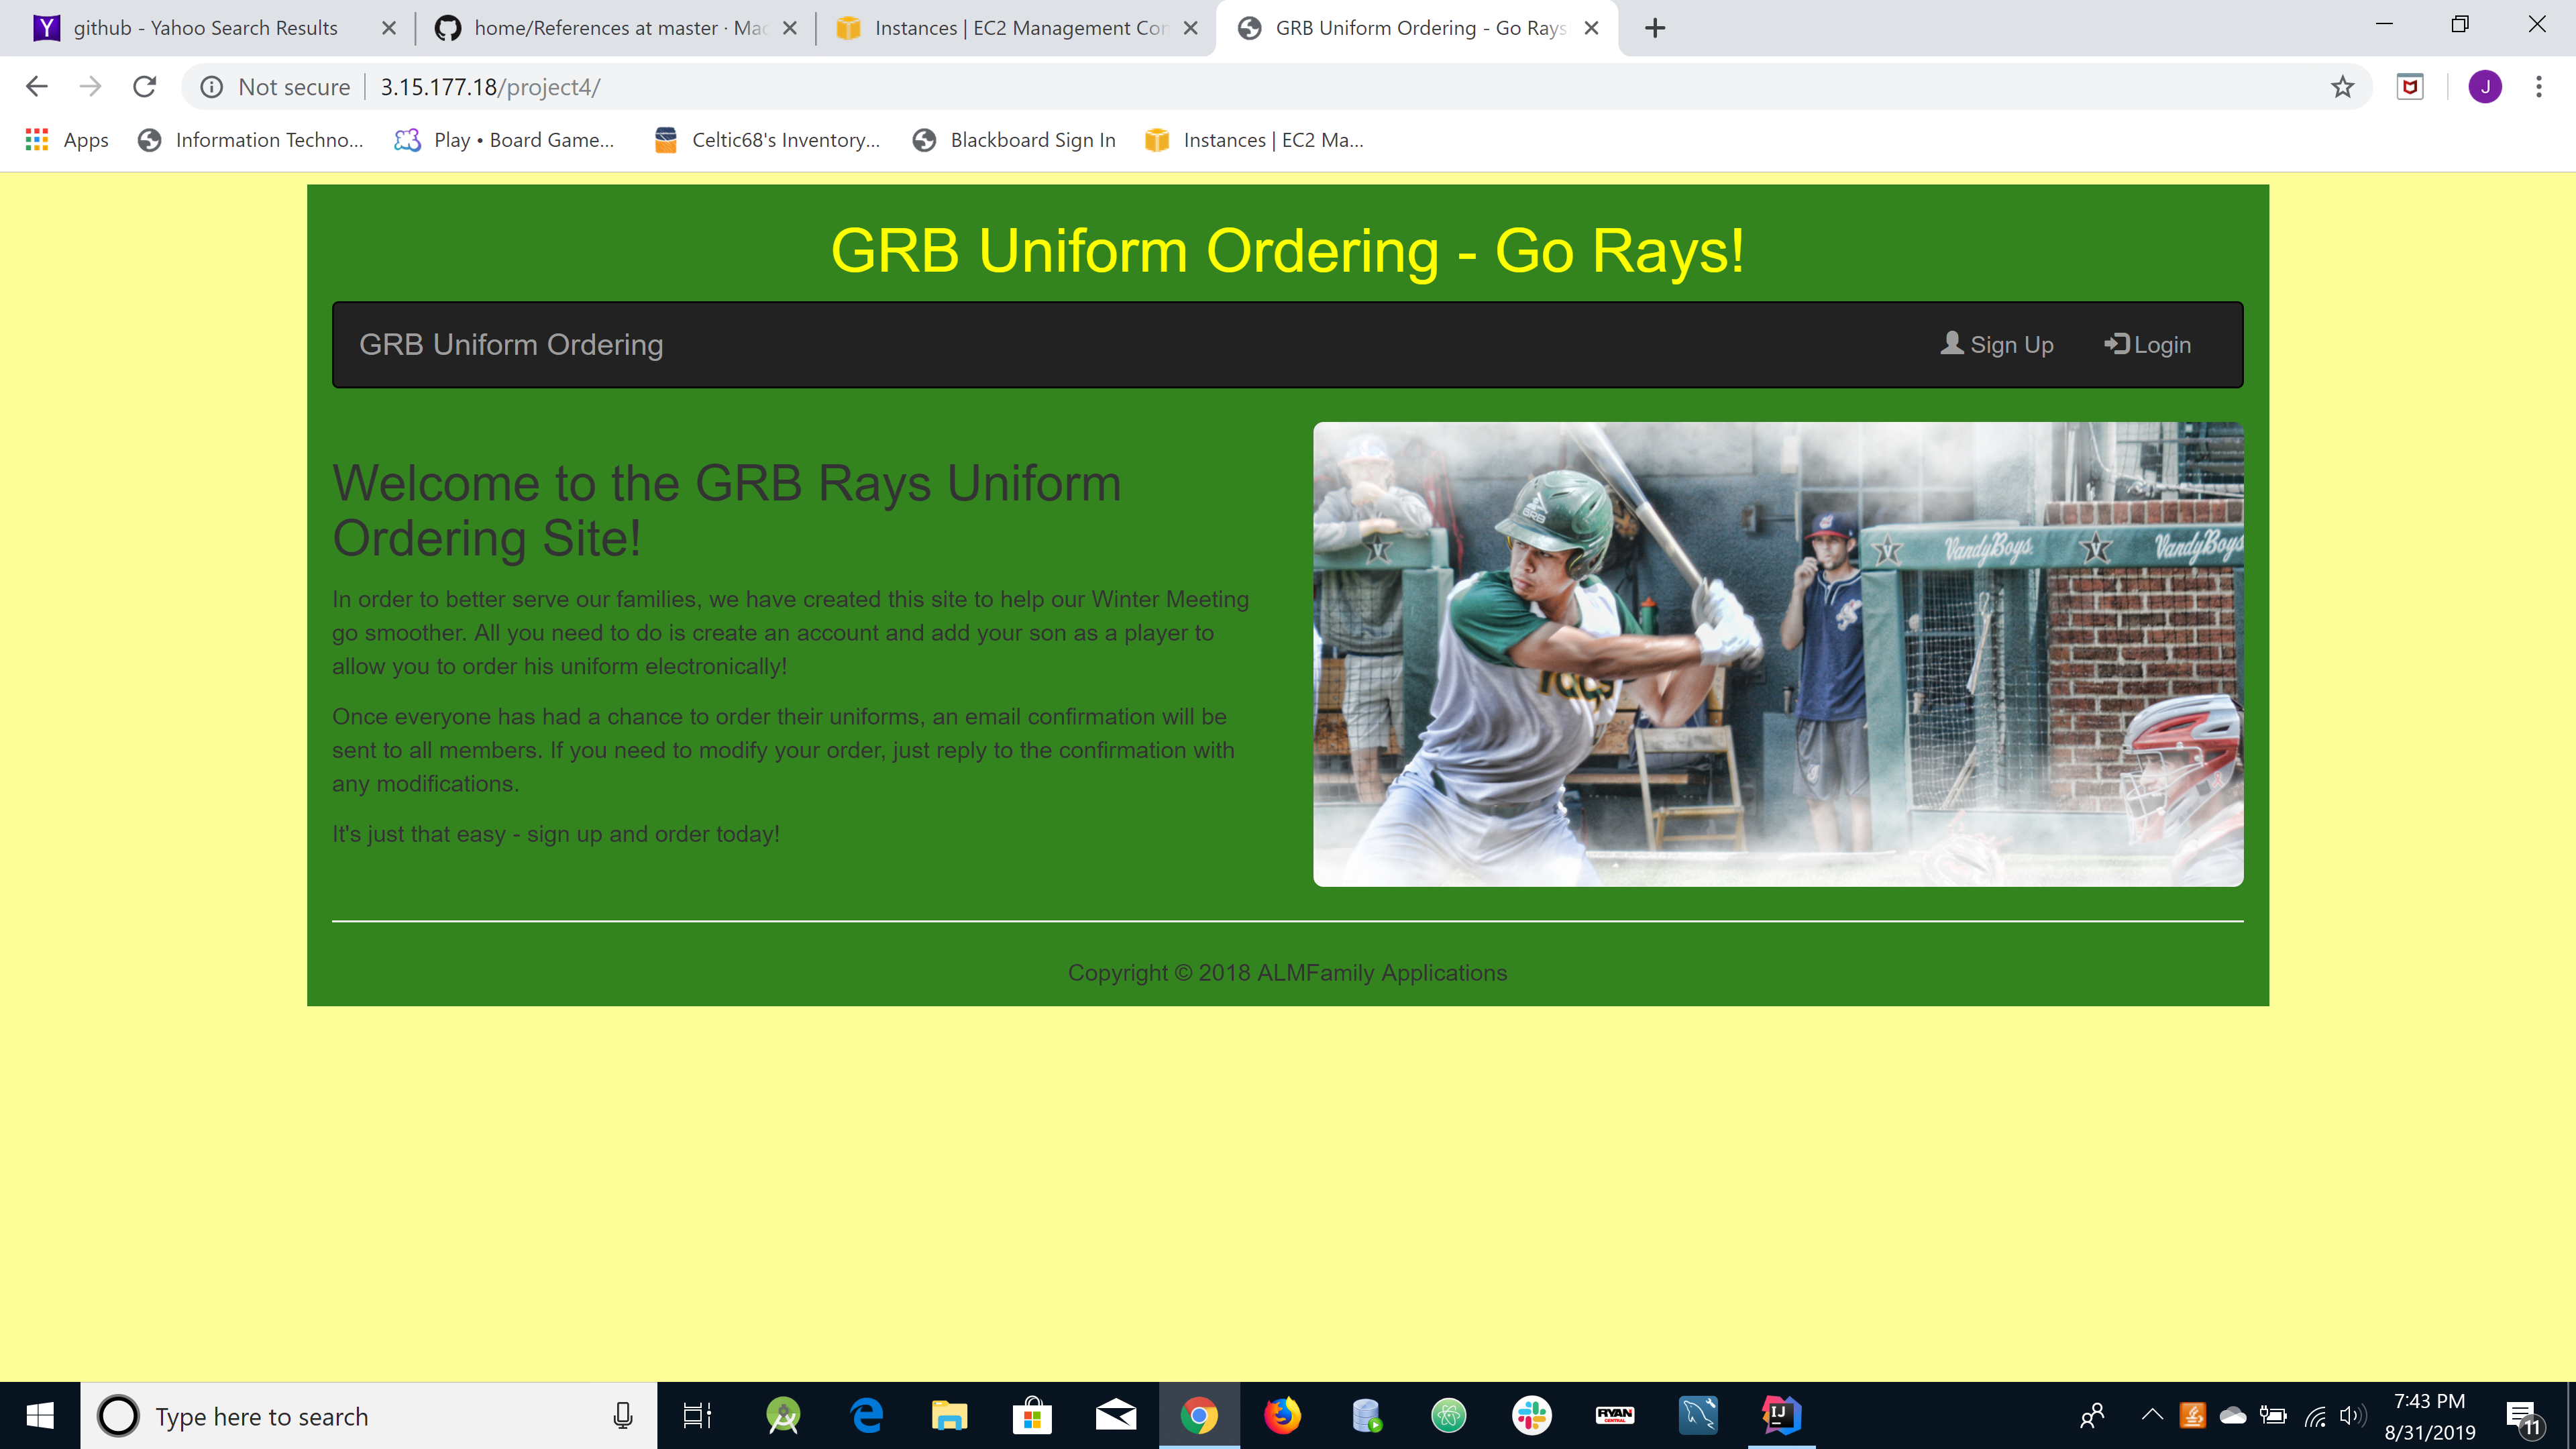 github - Yahoo Search Results
home/References at master · Mac
Instances | EC2 Management Con
GRB Uniform Ordering - Go Rays
Not secure
3.15.177.18/project4/
J
Apps
Information Techno...
Play • Board Game...
Celtic68's Inventory...
Blackboard Sign In
Instances | EC2 Ma...
GRB Uniform Ordering - Go Rays!
GRB Uniform Ordering
Sign Up
Login
Welcome to the GRB Rays Uniform
Ordering Site!
In order to better serve our families, we have created this site to help our Winter Meeting
go smoother. All you need to do is create an account and add your son as a player to
allow you to order his uniform electronically!
Once everyone has had a chance to order their uniforms, an email confirmation will be
sent to all members. If you need to modify your order, just reply to the confirmation with
any modifications.
It's just that easy - sign up and order today!
GRB
V
V
VandyBoys
V
VandyBoys
Copyright © 2018 ALMFamily Applications
Type here to search
RYAN
CENTRAL
IJ
7:43 PM
8/31/2019
11